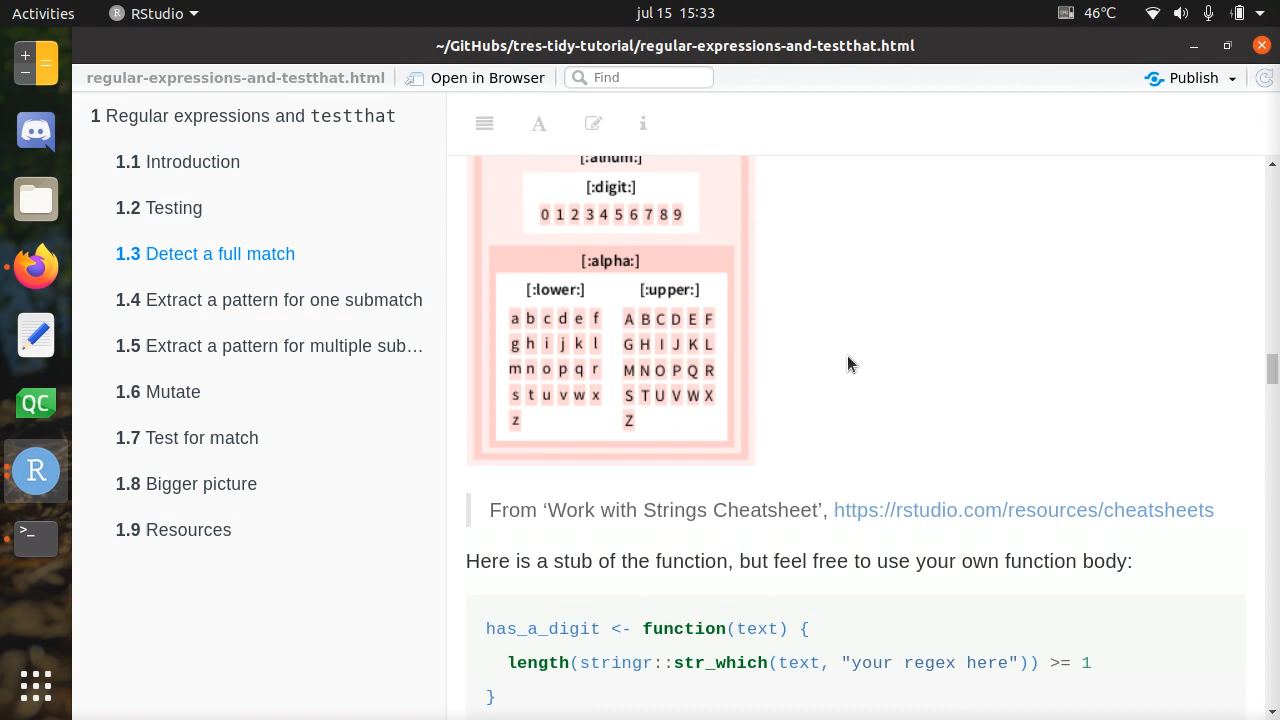 Activities RStudio jul 15 15:33 46°C
~/GitHubs/tres-tidy-tutorial/regular-expressions-and-testthat.html
regular-expressions-and-testthat.html Open in Browser Find Publish
1 Regular expressions and testthat
1.1 Introduction
1.2 Testing
1.3 Detect a full match
1.4 Extract a pattern for one submatch
1.5 Extract a pattern for multiple sub…
1.6 Mutate
1.7 Test for match
1.8 Bigger picture
1.9 Resources
QC
R
>_
A
i
[:alnum:]
[:digit:]
0 1 2 3 4 5 6 7 8 9
[:alpha:]
[:lower:] [:upper:]
a b c d e f A B C D E F
g h i j k l G H I J K L
m n o p q r M N O P Q R
s t u v w x S T U V W X
z Z
From ‘Work with Strings Cheatsheet’, https://rstudio.com/resources/cheatsheets
Here is a stub of the function, but feel free to use your own function body:
has_a_digit <- function(text) {
length(stringr::str_which(text, "your regex here")) >= 1
}